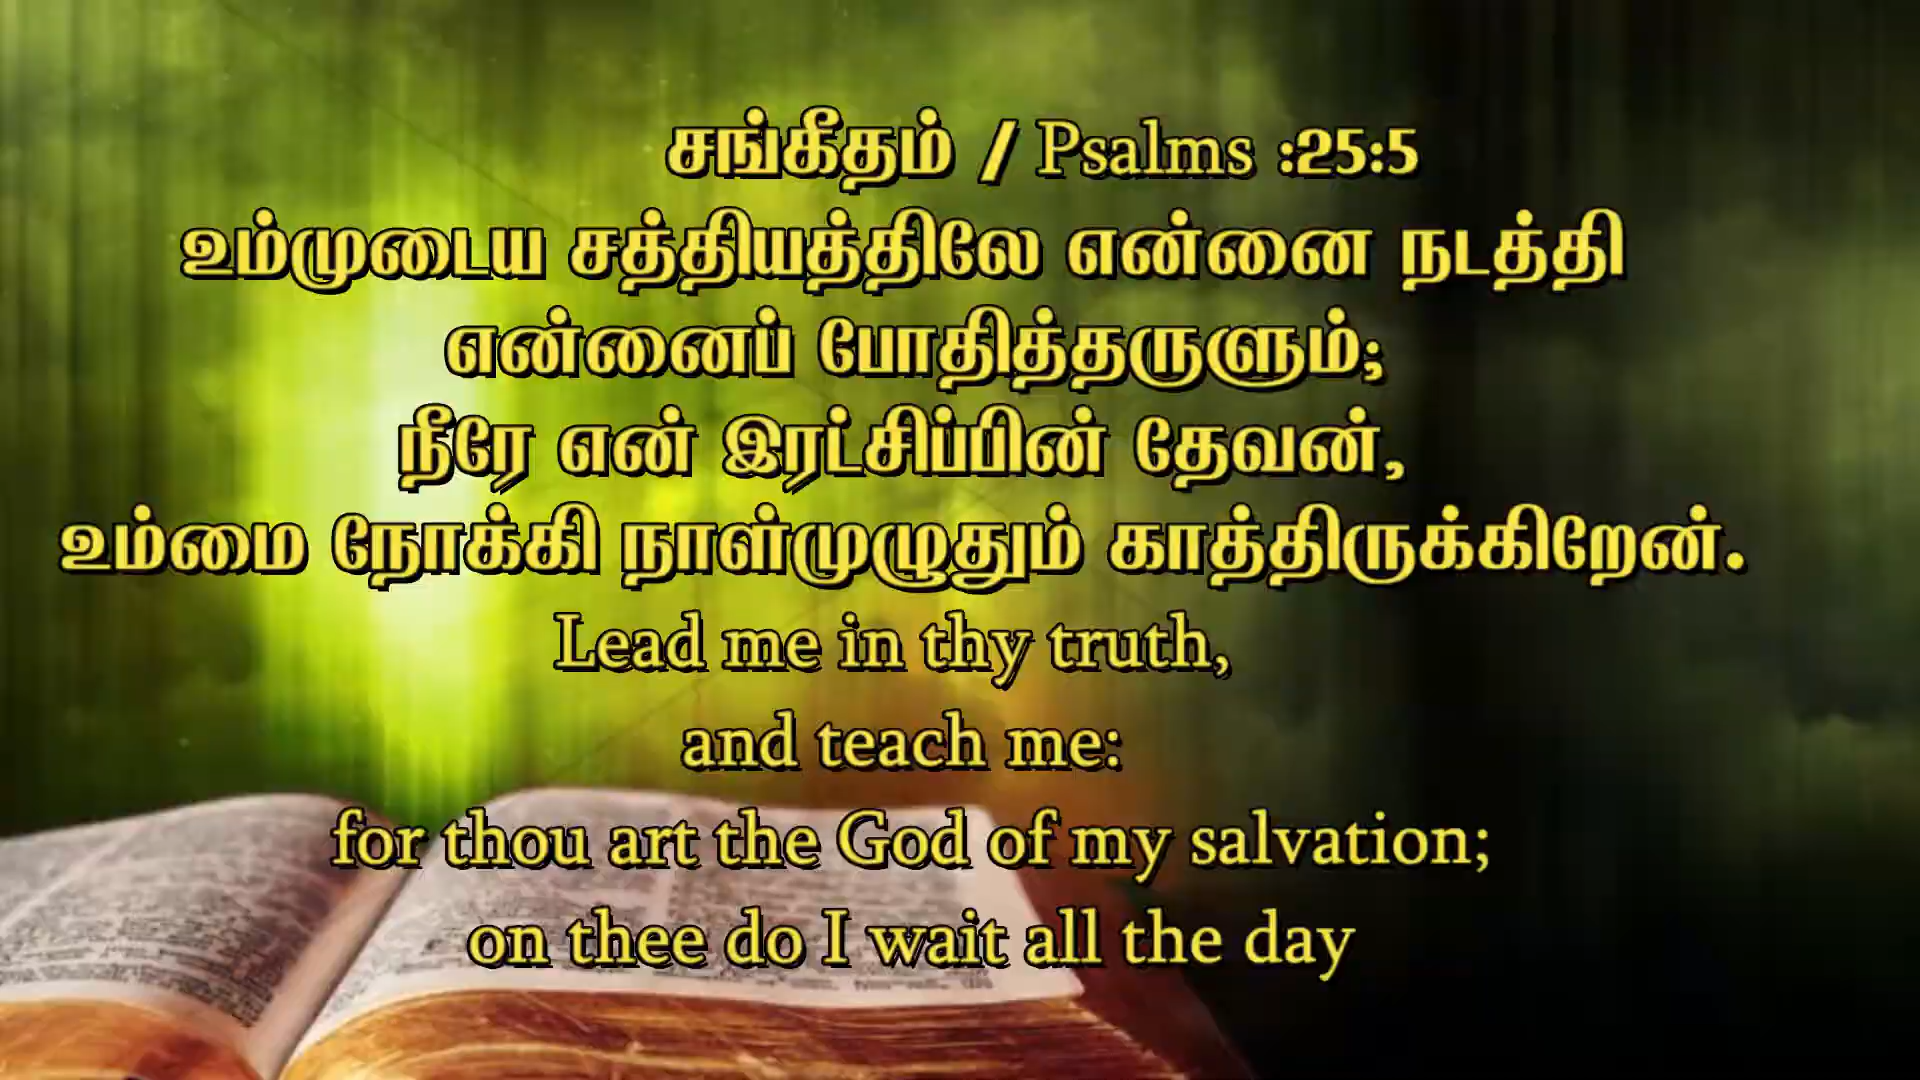 சங்கீதம் / Psalms :25:5
உம்முடைய சத்தியத்திலே என்னை நடத்தி
என்னைப் போதித்தருளும்;
நீரே என் இரட்சிப்பின் தேவன்,
உம்மை நோக்கி நாள்முழுதும் காத்திருக்கிறேன்.
Lead me in thy truth,
and teach me:
for thou art the God of my salvation;
on thee do I wait all the day